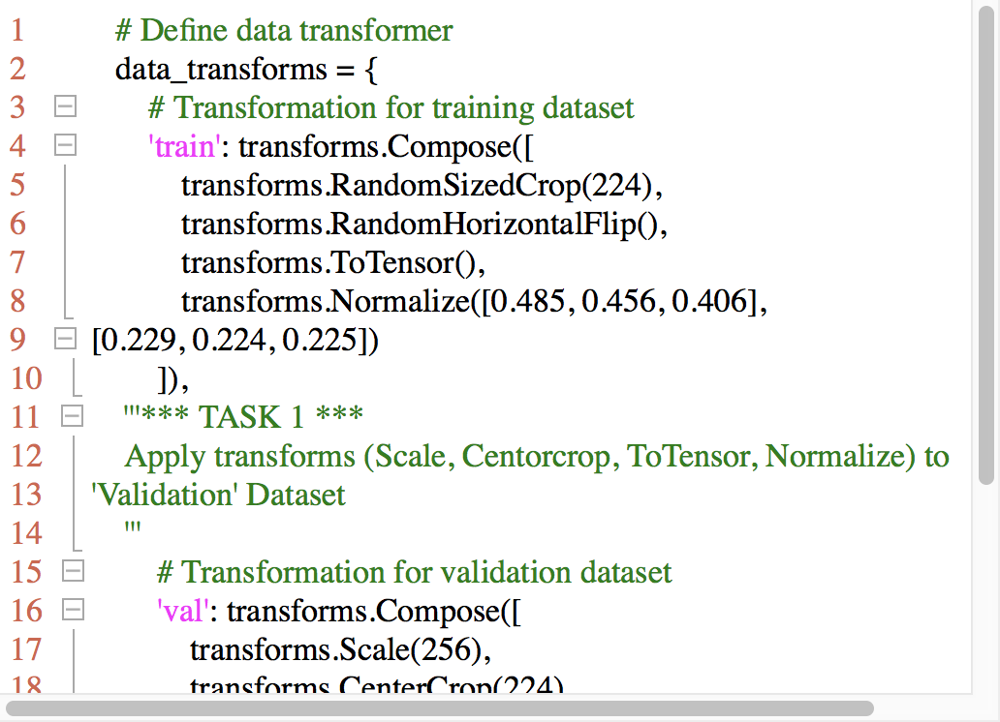 1 # Define data transformer
2 data_transforms = {
3 # Transformation for training dataset
4 'train': transforms.Compose([
5 transforms.RandomSizedCrop(224),
6 transforms.RandomHorizontalFlip(),
7 transforms.ToTensor(),
8 transforms.Normalize([0.485, 0.456, 0.406],
9 [0.229, 0.224, 0.225])
10 ]),
11 '''*** TASK 1 ***
12 Apply transforms (Scale, Centorcrop, ToTensor, Normalize) to
13 'Validation' Dataset
14 '''
15 # Transformation for validation dataset
16 'val': transforms.Compose([
17 transforms.Scale(256),
18 transforms.CenterCrop(224)